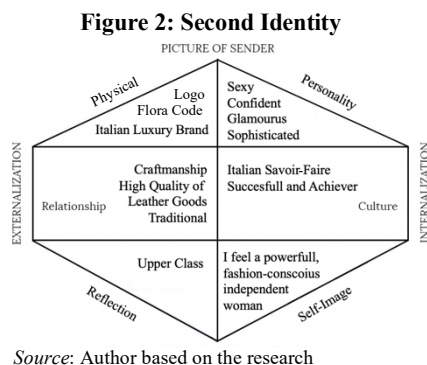 Figure 2: Second Identity
PICTURE OF SENDER
Physical
Personality
Logo
Flora Code
Italian Luxury Brand
Sexy
Confident
Glamourus
Sophisticated
EXTERNALIZATION
INTERNALIZATION
Craftmanship
High Quality of
Leather Goods
Traditional
Relationship
Italian Savoir-Faire
Succesfull and Achiever
Culture
Upper Class
Reflection
I feel a powerfull,
fashion-conscoius
independent
woman
Self-Image
Source: Author based on the research